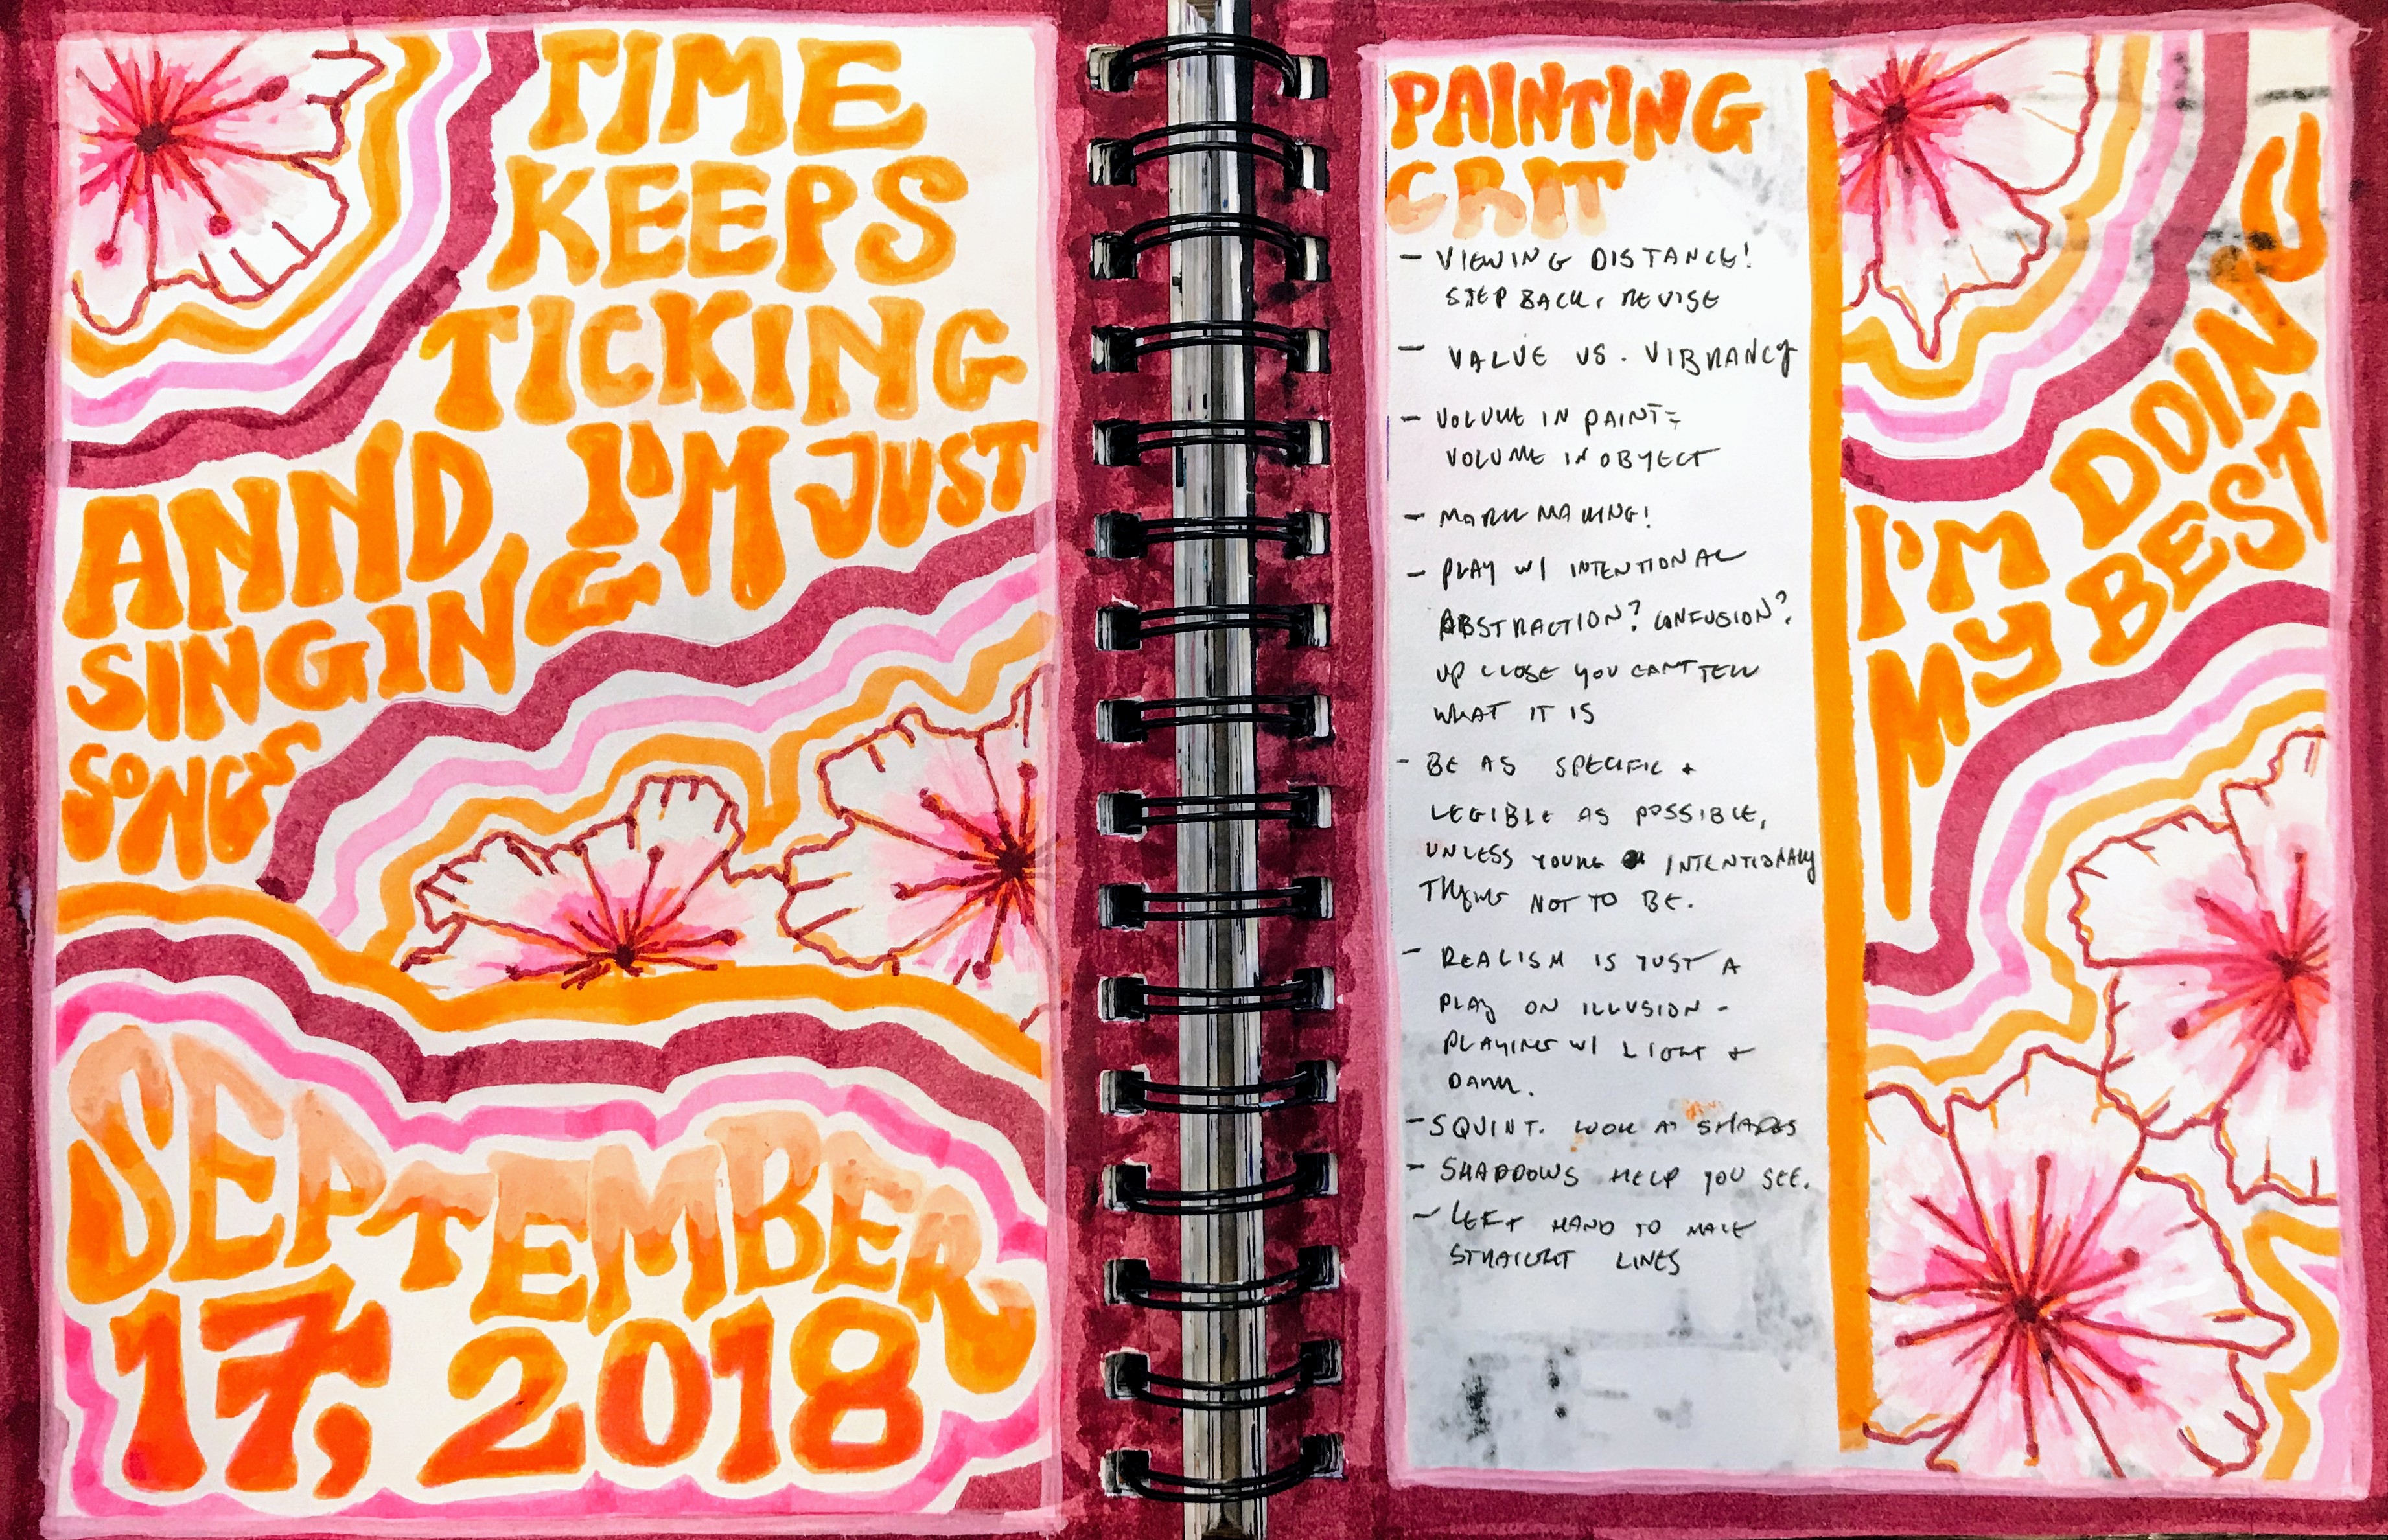 TIME
KEEPS
TICKING
ANND, I'M JUST
SINGING
SONGS
SEPTEMBER
17, 2018
PAINTING
CRIT
- VIEWING DISTANCE!
STEP BACK, REVISE
- VALUE VS. VIBRANCY
- VOLUME IN PAINT =
VOLUME IN OBJECT
- MARK MAKING!
- PLAY W/ INTENTIONAL
ABSTRACTION? CONFUSION?
UP CLOSE YOU CAN'T TELL
WHAT IT IS
- BE AS SPECIFIC +
LEGIBLE AS POSSIBLE,
UNLESS YOU'RE INTENTIONALLY
TRYING NOT TO BE.
- REALISM IS JUST A
PLAY ON ILLUSION -
PLAYING W/ LIGHT +
DARK.
- SQUINT. LOOK AT SHAPES
- SHADDOWS HELP YOU SEE.
- LEFT HAND TO MAKE
STRAIGHT LINES
I'M DOING
MY BEST